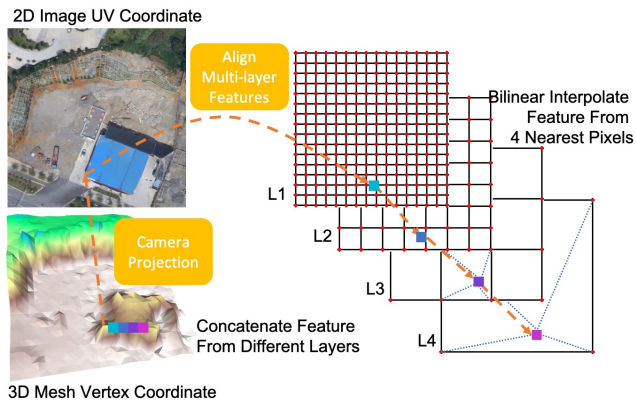 2D Image UV Coordinate
Align
Multi-layer
Features
Bilinear Interpolate
Feature From
4 Nearest Pixels
L1
L2
L3
L4
Camera
Projection
Concatenate Feature
From Different Layers
3D Mesh Vertex Coordinate